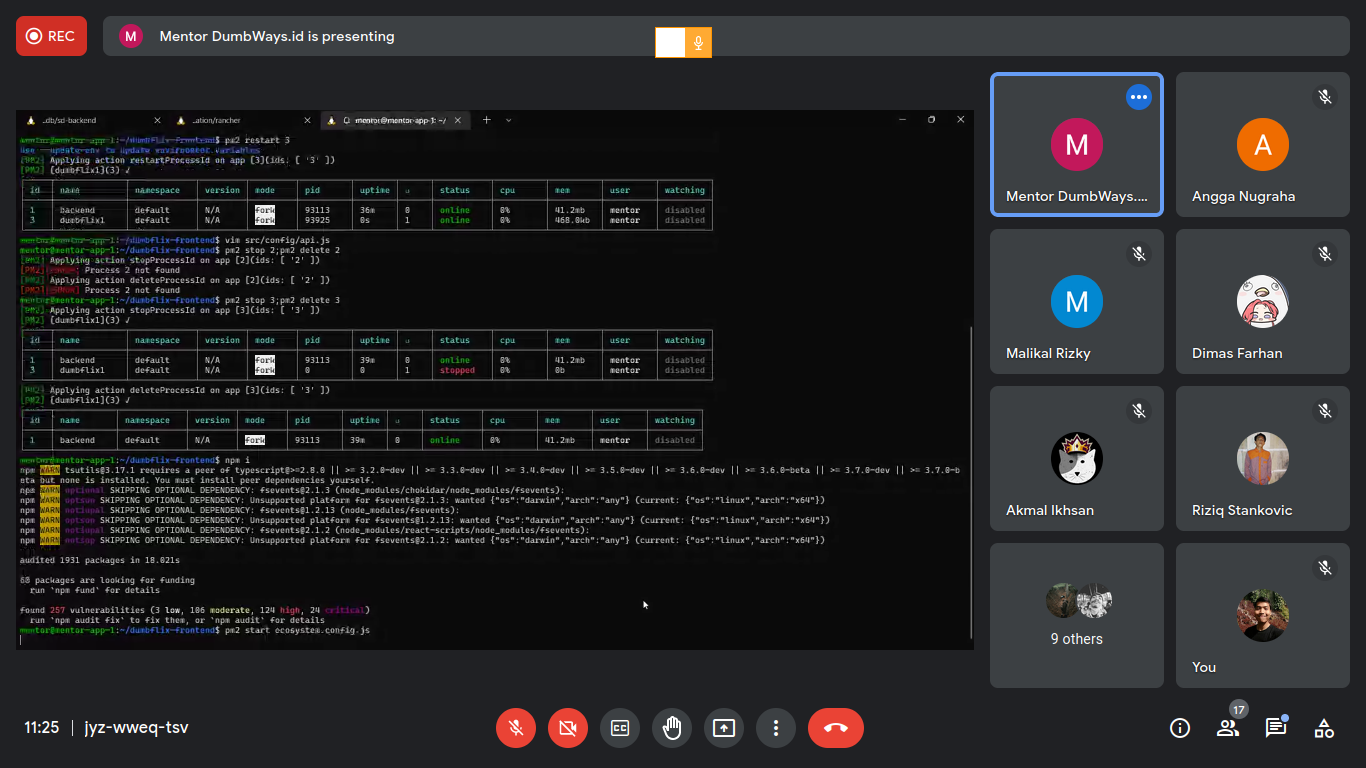 REC
M
Mentor DumbWays.id is presenting
..db/sd-backend
..ation/rancher
mentor@mentor-app-1: ~/
mentor@mentor-app-1:~/dumbflix-frontend$ pm2 restart 3
Use --update-env to update environment variables
[PM2] Applying action restartProcessId on app [3](ids: [ '3' ])
[PM2] [dumbflix1](3) ✓
id name namespace version mode pid uptime ↺ status cpu mem user watching
1 backend default N/A fork 93113 36m 0 online 0% 41.2mb mentor disabled
3 dumbflix1 default N/A fork 93925 0s 1 online 0% 468.0kb mentor disabled
mentor@mentor-app-1:~/dumbflix-frontend$ vim src/config/api.js
mentor@mentor-app-1:~/dumbflix-frontend$ pm2 stop 2;pm2 delete 2
[PM2] Applying action stopProcessId on app [2](ids: [ '2' ])
[PM2][ERROR] Process 2 not found
[PM2] Applying action deleteProcessId on app [2](ids: [ '2' ])
[PM2][ERROR] Process 2 not found
mentor@mentor-app-1:~/dumbflix-frontend$ pm2 stop 3;pm2 delete 3
[PM2] Applying action stopProcessId on app [3](ids: [ '3' ])
[PM2] [dumbflix1](3) ✓
id name namespace version mode pid uptime ↺ status cpu mem user watching
1 backend default N/A fork 93113 39m 0 online 0% 41.2mb mentor disabled
3 dumbflix1 default N/A fork 0 0 1 stopped 0% 0b mentor disabled
[PM2] Applying action deleteProcessId on app [3](ids: [ '3' ])
[PM2] [dumbflix1](3) ✓
id name namespace version mode pid uptime ↺ status cpu mem user watching
1 backend default N/A fork 93113 39m 0 online 0% 41.2mb mentor disabled
mentor@mentor-app-1:~/dumbflix-frontend$ npm i
npm WARN tsutils@3.17.1 requires a peer of typescript@>=2.8.0 || >= 3.2.0-dev || >= 3.3.0-dev || >= 3.4.0-dev || >= 3.5.0-dev || >= 3.6.0-dev || >= 3.6.0-beta || >= 3.7.0-dev || >= 3.7.0-b
eta but none is installed. You must install peer dependencies yourself.
npm WARN optional SKIPPING OPTIONAL DEPENDENCY: fsevents@2.1.3 (node_modules/chokidar/node_modules/fsevents):
npm WARN notsup SKIPPING OPTIONAL DEPENDENCY: Unsupported platform for fsevents@2.1.3: wanted {"os":"darwin","arch":"any"} (current: {"os":"linux","arch":"x64"})
npm WARN optional SKIPPING OPTIONAL DEPENDENCY: fsevents@1.2.13 (node_modules/fsevents):
npm WARN notsup SKIPPING OPTIONAL DEPENDENCY: Unsupported platform for fsevents@1.2.13: wanted {"os":"darwin","arch":"any"} (current: {"os":"linux","arch":"x64"})
npm WARN optional SKIPPING OPTIONAL DEPENDENCY: fsevents@2.1.2 (node_modules/react-scripts/node_modules/fsevents):
npm WARN notsup SKIPPING OPTIONAL DEPENDENCY: Unsupported platform for fsevents@2.1.2: wanted {"os":"darwin","arch":"any"} (current: {"os":"linux","arch":"x64"})
audited 1931 packages in 18.021s
68 packages are looking for funding
run `npm fund` for details
found 257 vulnerabilities (3 low, 106 moderate, 124 high, 24 critical)
run `npm audit fix` to fix them, or `npm audit` for details
mentor@mentor-app-1:~/dumbflix-frontend$ pm2 start ecosystem.config.js
M
Mentor DumbWays....
A
Angga Nugraha
M
Malikal Rizky
Dimas Farhan
Akmal Ikhsan
Riziq Stankovic
9 others
You
11:25 | jyz-wweq-tsv
17